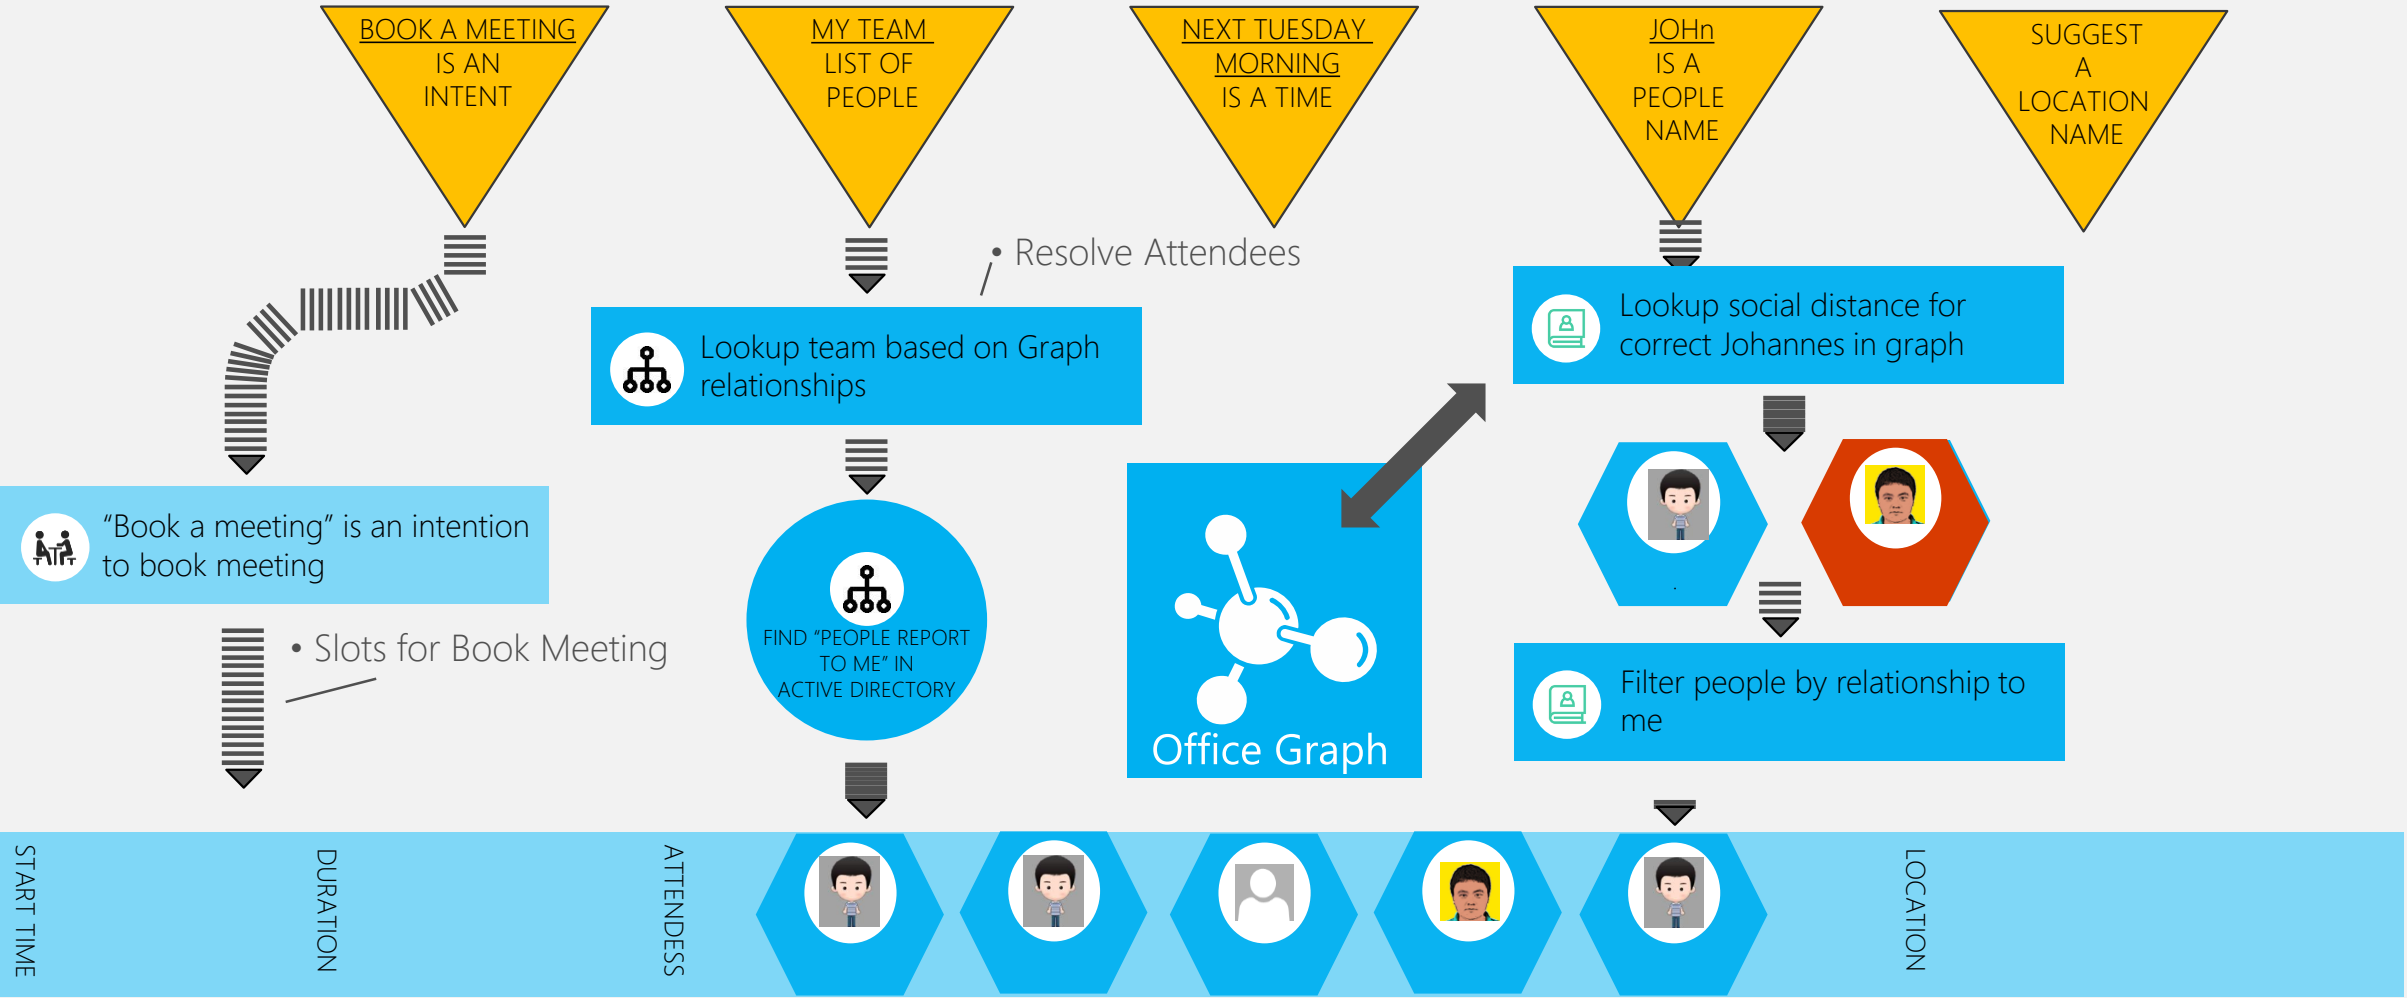 BOOK A MEETING
IS AN
INTENT
MY TEAM
LIST OF
PEOPLE
NEXT TUESDAY
MORNING
IS A TIME
JOHn
IS A
PEOPLE
NAME
SUGGEST
A
LOCATION
NAME
• Resolve Attendees
Lookup team based on Graph
relationships
Lookup social distance for
correct Johannes in graph
“Book a meeting” is an intention
to book meeting
• Slots for Book Meeting
FIND “PEOPLE REPORT
TO ME” IN
ACTIVE DIRECTORY
Office Graph
.
Filter people by relationship to
me
START TIME
DURATION
ATTENDESS
LOCATION